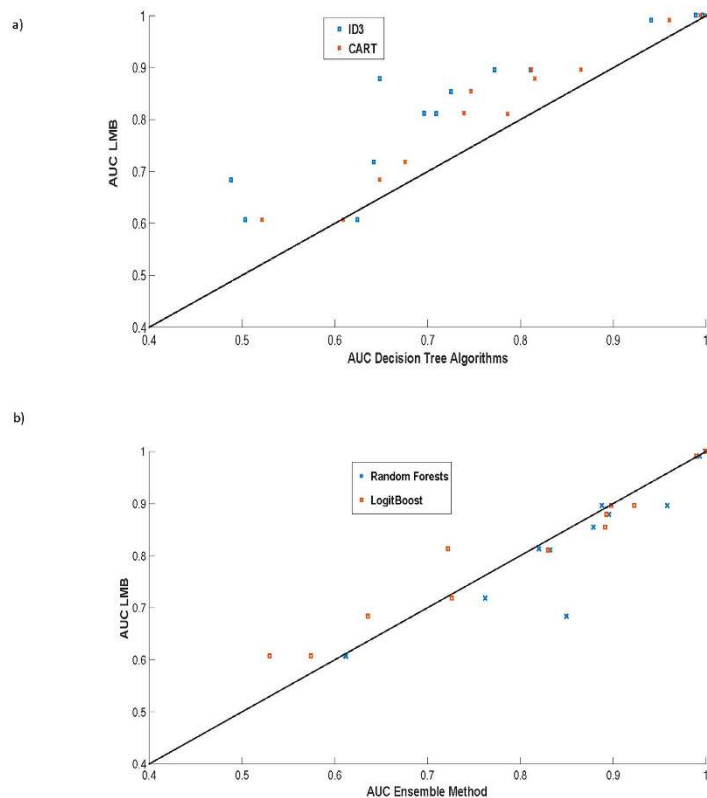 a)
ID3
CART
1
0.9
0.8
0.7
0.6
0.5
0.4
AUC LMB
0.4 0.5 0.6 0.7 0.8 0.9 1
AUC Decision Tree Algorithms
b)
Random Forests
LogitBoost
1
0.9
0.8
0.7
0.6
0.5
0.4
AUC LMB
0.4 0.5 0.6 0.7 0.8 0.9 1
AUC Ensemble Method